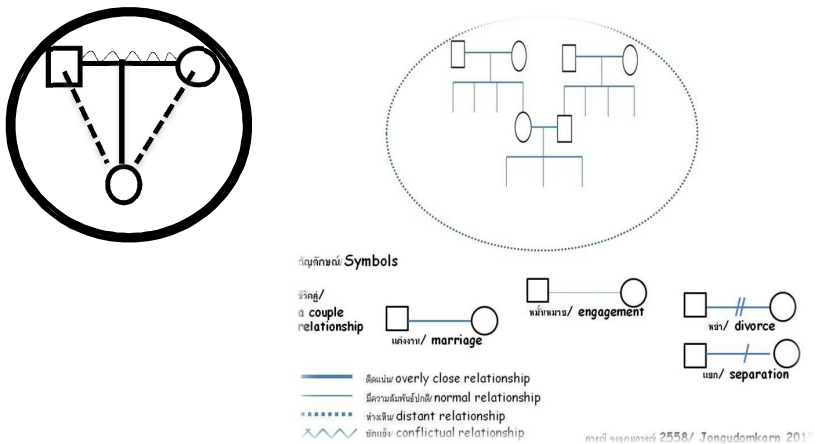 สัญลักษณ์/ Symbols
ชีวิตคู่/
a couple
relationship
แต่งงาน/ marriage
หมั้นหมาย/ engagement
หย่า/ divorce
แยก/ separation
ติดแน่น/ overly close relationship
มีความสัมพันธ์ปกติ/ normal relationship
ห่างเหิน/ distant relationship
ขัดแย้ง/ conflictual relationship
2558/ Jongudomkarn 2015